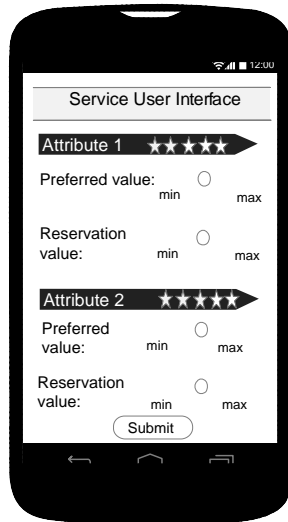 12:00
Service User Interface
Attribute 1
Preferred value:
min max
Reservation
value:
min max
Attribute 2
Preferred
value:
min max
Reservation
value:
min max
Submit